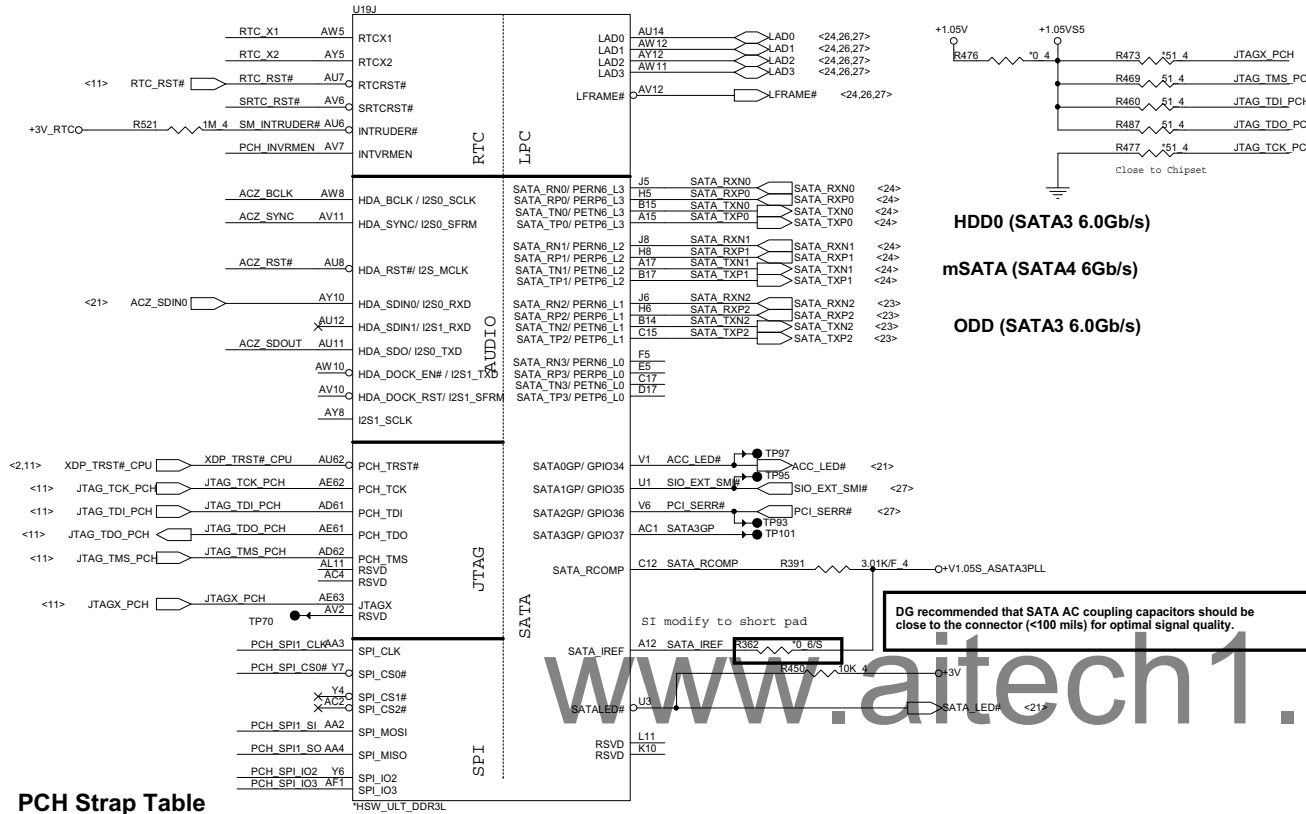 U19J
RTC_X1 AW5 RTCX1
RTC_X2 AY5 RTCX2
<11> RTC_RST# RTC_RST# AU7 RTCRST#
SRTC_RST# AV6 SRTCRST#
+3V_RTC R521 1M_4 SM_INTRUDER# AU6 INTRUDER#
PCH_INVRMEN AV7 INTVRMEN
RTC
LPC
LAD0 AU14 LAD0 <24,26,27>
LAD1 AW12 LAD1 <24,26,27>
LAD2 AY12 LAD2 <24,26,27>
LAD3 AW11 LAD3 <24,26,27>
LFRAME# AV12 LFRAME# <24,26,27>
+1.05V +1.05VS5
R476 *0_4
R473 *51_4 JTAGX_PCH
R469 51_4 JTAG_TMS_PC
R460 51_4 JTAG_TDI_PCH
R487 51_4 JTAG_TDO_PC
R477 *51_4 JTAG_TCK_PC
Close to Chipset
ACZ_BCLK AW8 HDA_BCLK / I2S0_SCLK
ACZ_SYNC AV11 HDA_SYNC/ I2S0_SFRM
ACZ_RST# AU8 HDA_RST#/ I2S_MCLK
<21> ACZ_SDIN0 AY10 HDA_SDIN0/ I2S0_RXD
AU12 HDA_SDIN1/ I2S1_RXD
ACZ_SDOUT AU11 HDA_SDO/ I2S0_TXD
AW10 HDA_DOCK_EN# / I2S1_TXD
AV10 HDA_DOCK_RST/ I2S1_SFRM
AY8 I2S1_SCLK
AUDIO
SATA_RN0/ PERN6_L3 J5 SATA_RXN0 SATA_RXN0 <24>
SATA_RP0/ PERP6_L3 H5 SATA_RXP0 SATA_RXP0 <24>
SATA_TN0/ PETN6_L3 B15 SATA_TXN0 SATA_TXN0 <24>
SATA_TP0/ PETP6_L3 A15 SATA_TXP0 SATA_TXP0 <24>
HDD0 (SATA3 6.0Gb/s)
SATA_RN1/ PERN6_L2 J8 SATA_RXN1 SATA_RXN1 <24>
SATA_RP1/ PERP6_L2 H8 SATA_RXP1 SATA_RXP1 <24>
SATA_TN1/ PETN6_L2 A17 SATA_TXN1 SATA_TXN1 <24>
SATA_TP1/ PETP6_L2 B17 SATA_TXP1 SATA_TXP1 <24>
mSATA (SATA4 6Gb/s)
SATA_RN2/ PERN6_L1 J6 SATA_RXN2 SATA_RXN2 <23>
SATA_RP2/ PERP6_L1 H6 SATA_RXP2 SATA_RXP2 <23>
SATA_TN2/ PETN6_L1 B14 SATA_TXN2 SATA_TXN2 <23>
SATA_TP2/ PETP6_L1 C15 SATA_TXP2 SATA_TXP2 <23>
ODD (SATA3 6.0Gb/s)
SATA_RN3/ PERN6_L0 F5
SATA_RP3/ PERP6_L0 E5
SATA_TN3/ PETN6_L0 C17
SATA_TP3/ PETP6_L0 D17
<2,11> XDP_TRST#_CPU XDP_TRST#_CPU AU62 PCH_TRST#
<11> JTAG_TCK_PCH JTAG_TCK_PCH AE62 PCH_TCK
<11> JTAG_TDI_PCH JTAG_TDI_PCH AD61 PCH_TDI
<11> JTAG_TDO_PCH JTAG_TDO_PCH AE61 PCH_TDO
<11> JTAG_TMS_PCH JTAG_TMS_PCH AD62 PCH_TMS
AL11 RSVD
AC4 RSVD
<11> JTAGX_PCH JTAGX_PCH AE63 JTAGX
TP70 AV2 RSVD
JTAG
SATA
SATA0GP/ GPIO34 V1 ACC_LED# TP97 ACC_LED# <21>
SATA1GP/ GPIO35 U1 SIO_EXT_SMI# TP95 SIO_EXT_SMI# <27>
SATA2GP/ GPIO36 V6 PCI_SERR# PCI_SERR# <27>
TP93
SATA3GP/ GPIO37 AC1 SATA3GP TP101
SATA_RCOMP C12 SATA_RCOMP R391 3.01K/F_4 +V1.05S_ASATA3PLL
DG recommended that SATA AC coupling capacitors should be
close to the connector (<100 mils) for optimal signal quality.
SI modify to short pad
SATA_IREF A12 SATA_IREF R362 *0_6/S
R450 10K_4 +3V
SATALED# U3 SATA_LED# <21>
RSVD L11
RSVD K10
PCH_SPI1_CLK AA3 SPI_CLK
PCH_SPI_CS0# Y7 SPI_CS0#
Y4 SPI_CS1#
AC2 SPI_CS2#
PCH_SPI1_SI AA2 SPI_MOSI
PCH_SPI1_SO AA4 SPI_MISO
PCH_SPI_IO2 Y6 SPI_IO2
PCH_SPI_IO3 AF1 SPI_IO3
SPI
*HSW_ULT_DDR3L
www.aitech1.
PCH Strap Table